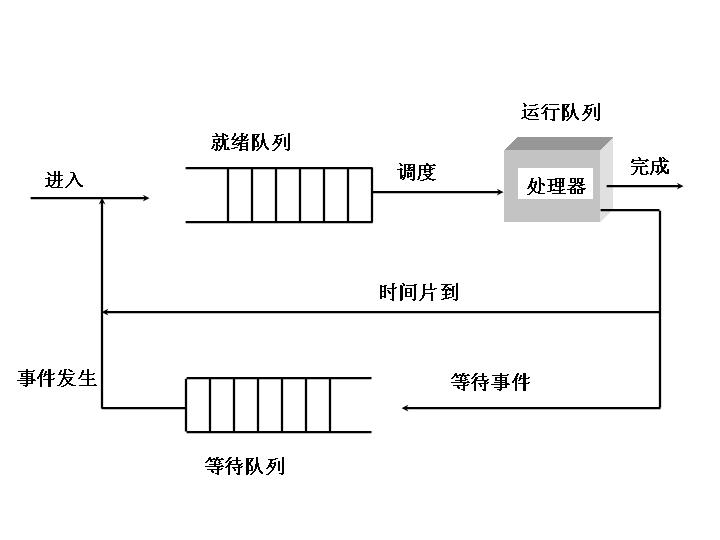 运行队列
就绪队列
进入
调度
处理器
完成
时间片到
事件发生
等待事件
等待队列